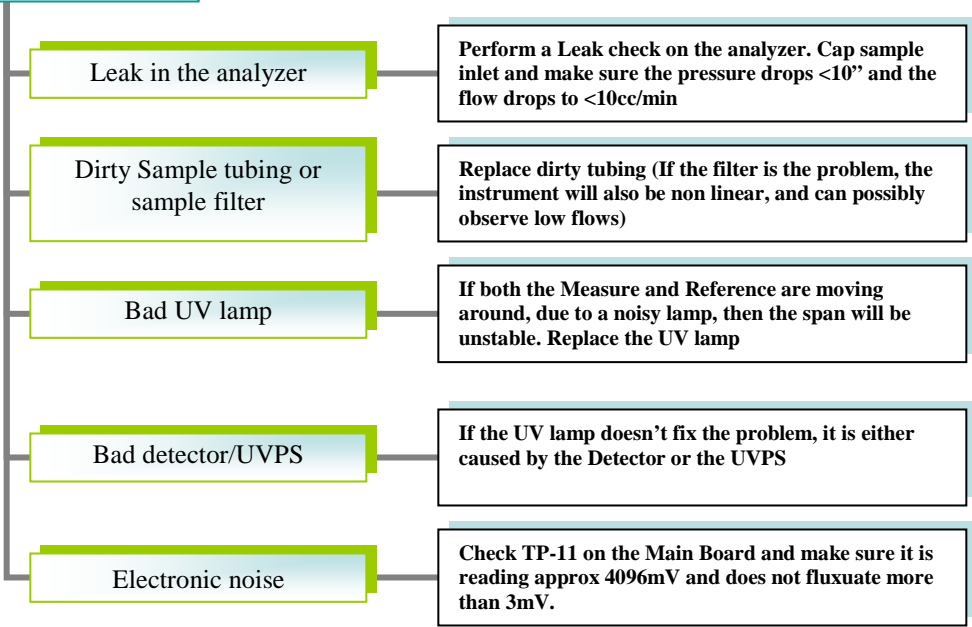 Leak in the analyzer
Perform a Leak check on the analyzer. Cap sample
inlet and make sure the pressure drops <10” and the
flow drops to <10cc/min
Dirty Sample tubing or
sample filter
Replace dirty tubing (If the filter is the problem, the
instrument will also be non linear, and can possibly
observe low flows)
Bad UV lamp
If both the Measure and Reference are moving
around, due to a noisy lamp, then the span will be
unstable. Replace the UV lamp
Bad detector/UVPS
If the UV lamp doesn’t fix the problem, it is either
caused by the Detector or the UVPS
Electronic noise
Check TP-11 on the Main Board and make sure it is
reading approx 4096mV and does not fluxuate more
than 3mV.